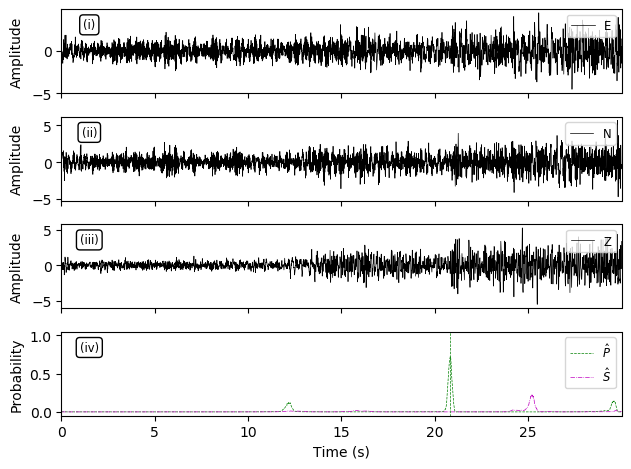 Amplitude
0
−5
(i)
E
Amplitude
5
0
−5
(ii)
N
Amplitude
5
0
−5
(iii)
Z
Probability
1.0
0.5
0.0
(iv)
P̂
Ŝ
0 5 10 15 20 25
Time (s)